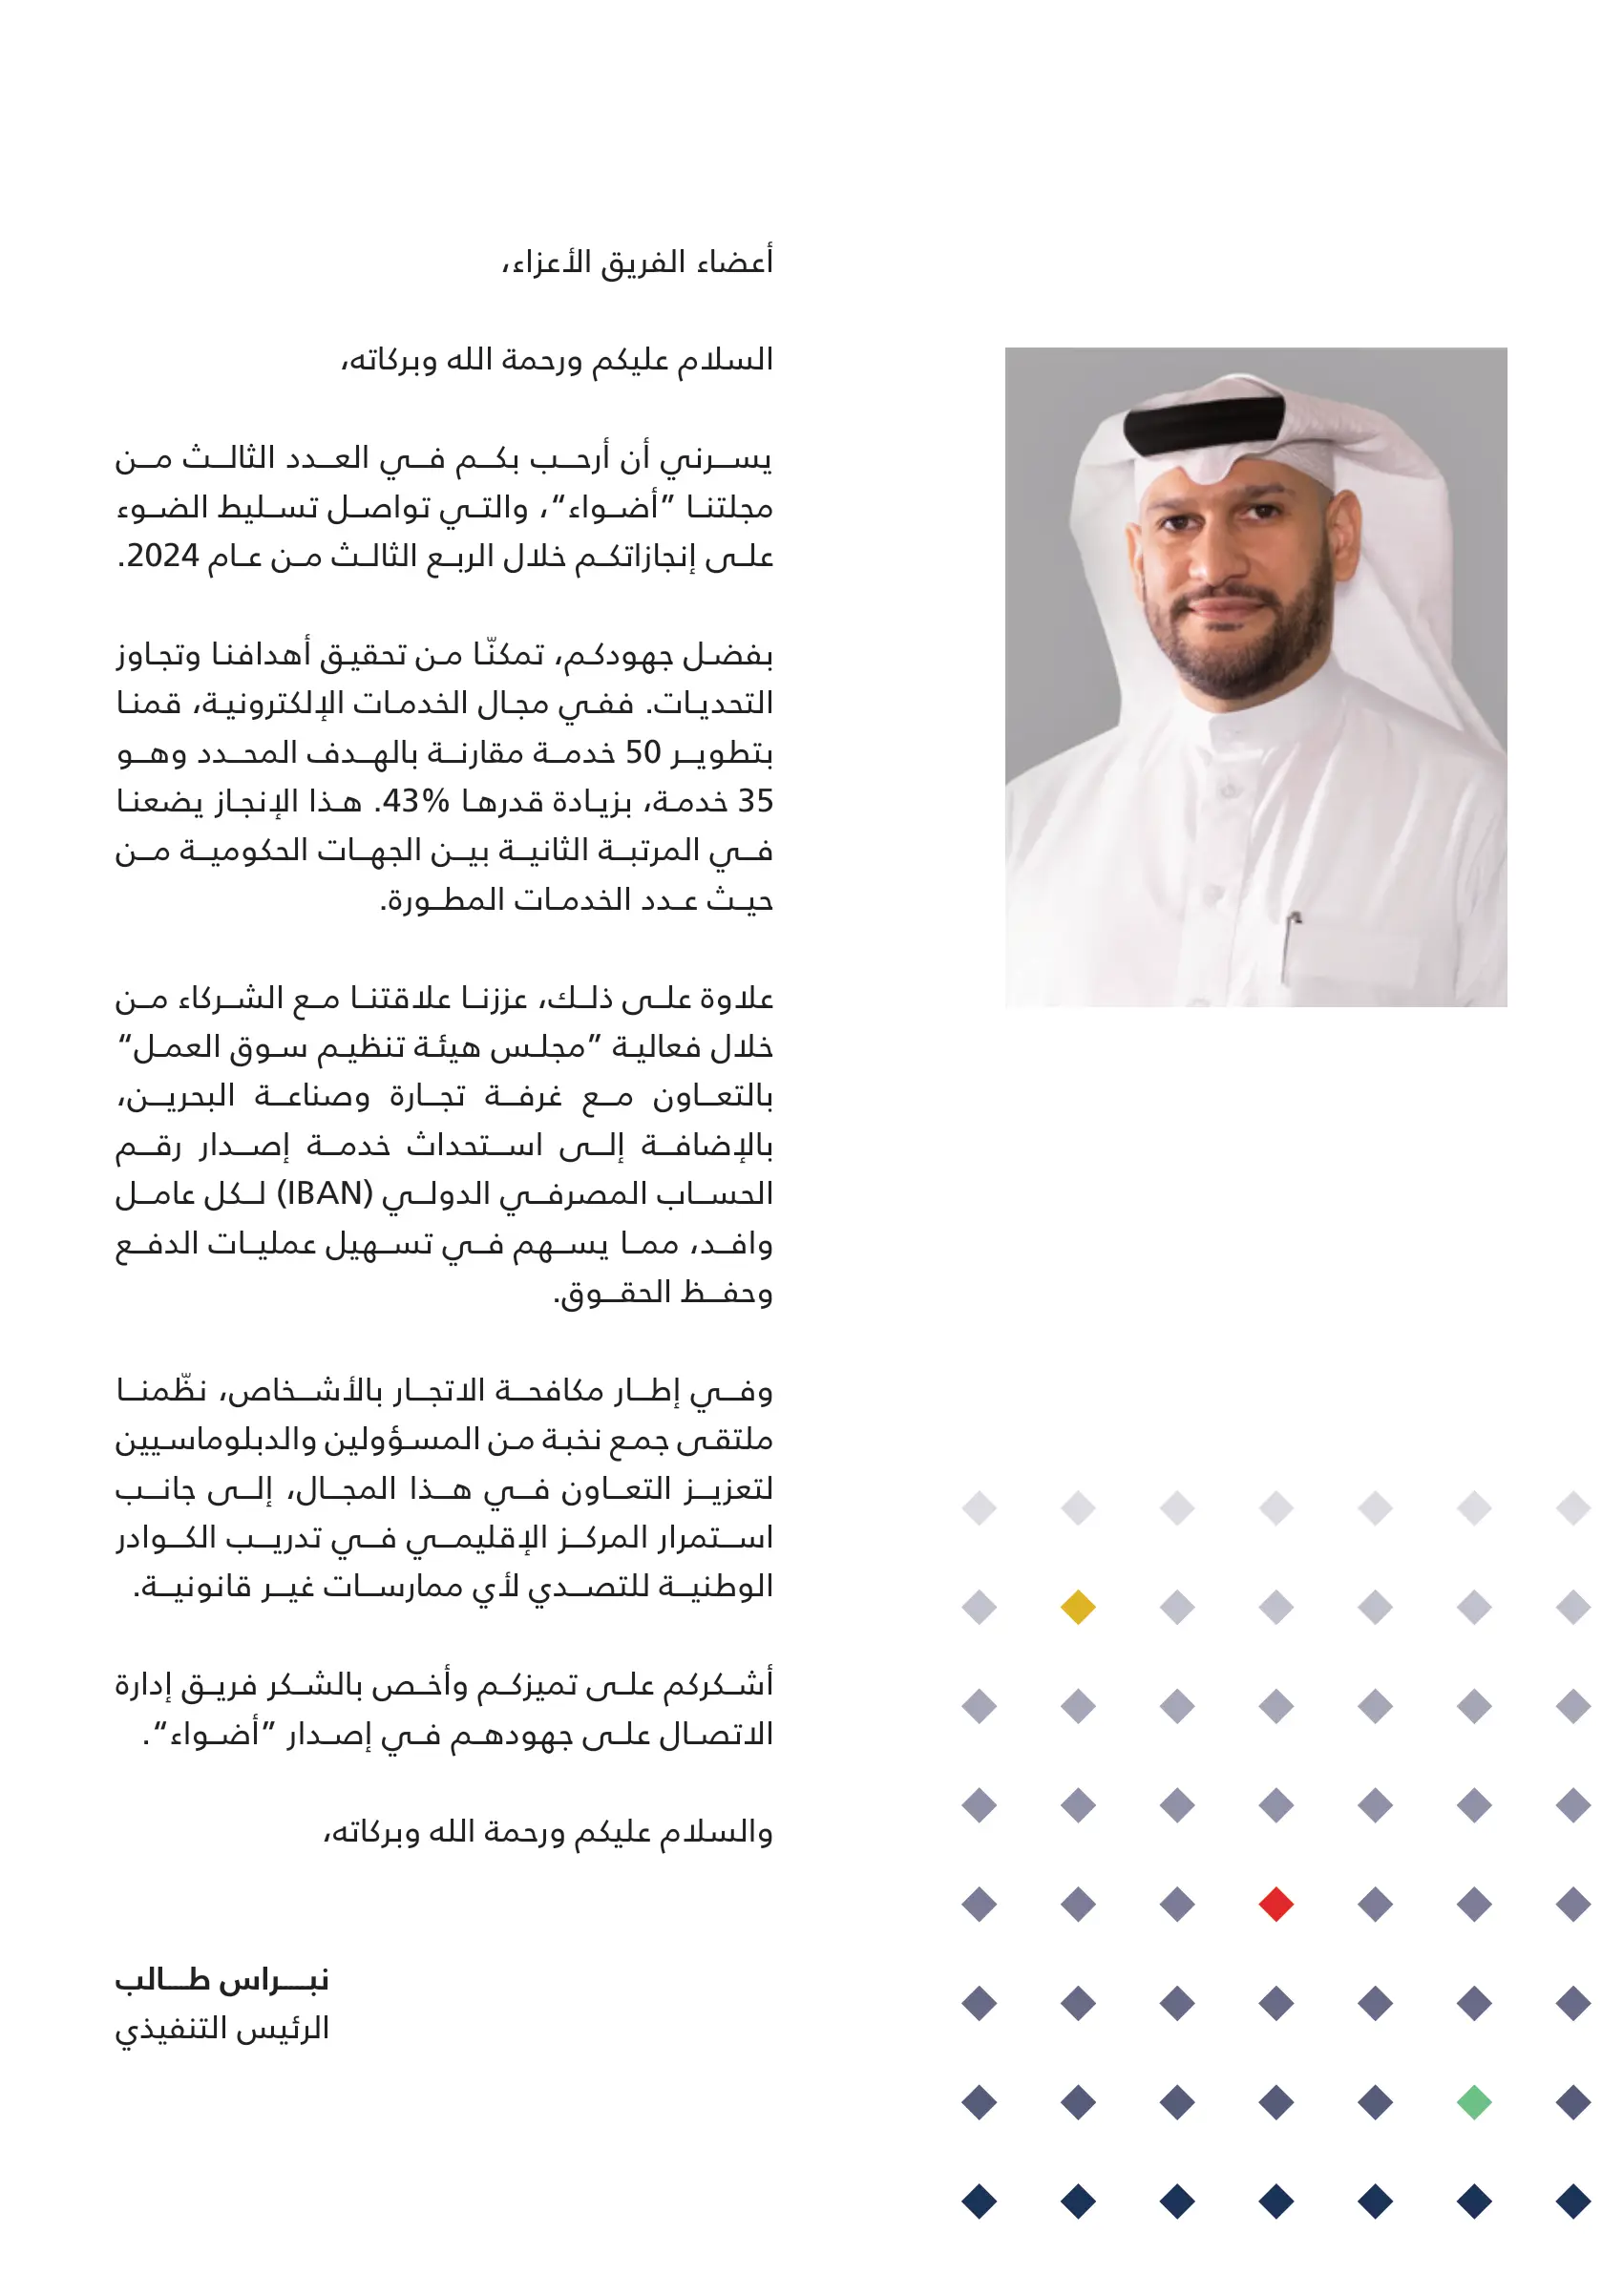 أعضاء الفريق الأعزاء،
السلام عليكم ورحمة الله وبركاته،
يسرني أن أرحب بكم في العدد الثالث من
مجلتنا ”أضواء“، والتي تواصل تسليط الضوء
على إنجازاتكم خلال الربع الثالث من عام 2024.
بفضل جهودكم، تمكنّا من تحقيق أهدافنا وتجاوز
التحديات. ففي مجال الخدمات الإلكترونية، قمنا
بتطوير 50 خدمة مقارنة بالهدف المحدد وهو
35 خدمة، بزيادة قدرها 43%. هذا الإنجاز يضعنا
في المرتبة الثانية بين الجهات الحكومية من
حيث عدد الخدمات المطورة.
علاوة على ذلك، عززنا علاقتنا مع الشركاء من
خلال فعالية ”مجلس هيئة تنظيم سوق العمل“
بالتعاون مع غرفة تجارة وصناعة البحرين،
بالإضافة إلى استحداث خدمة إصدار رقم
الحساب المصرفي الدولي (IBAN) لكل عامل
وافد، مما يسهم في تسهيل عمليات الدفع
وحفظ الحقوق.
وفي إطار مكافحة الاتجار بالأشخاص، نظّمنا
ملتقى جمع نخبة من المسؤولين والدبلوماسيين
لتعزيز التعاون في هذا المجال، إلى جانب
استمرار المركز الإقليمي في تدريب الكوادر
الوطنية للتصدي لأي ممارسات غير قانونية.
أشكركم على تميزكم وأخص بالشكر فريق إدارة
الاتصال على جهودهم في إصدار ”أضواء“.
والسلام عليكم ورحمة الله وبركاته،
نبراس طالب
الرئيس التنفيذي